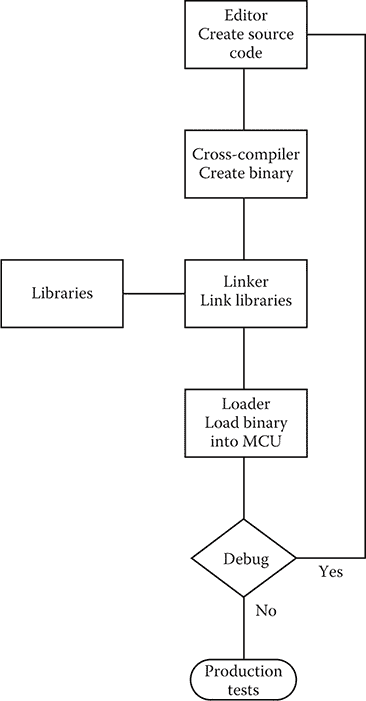 Editor
Create source
code
Cross-compiler
Create binary
Libraries
Linker
Link libraries
Loader
Load binary
into MCU
Debug
Yes
No
Production
tests